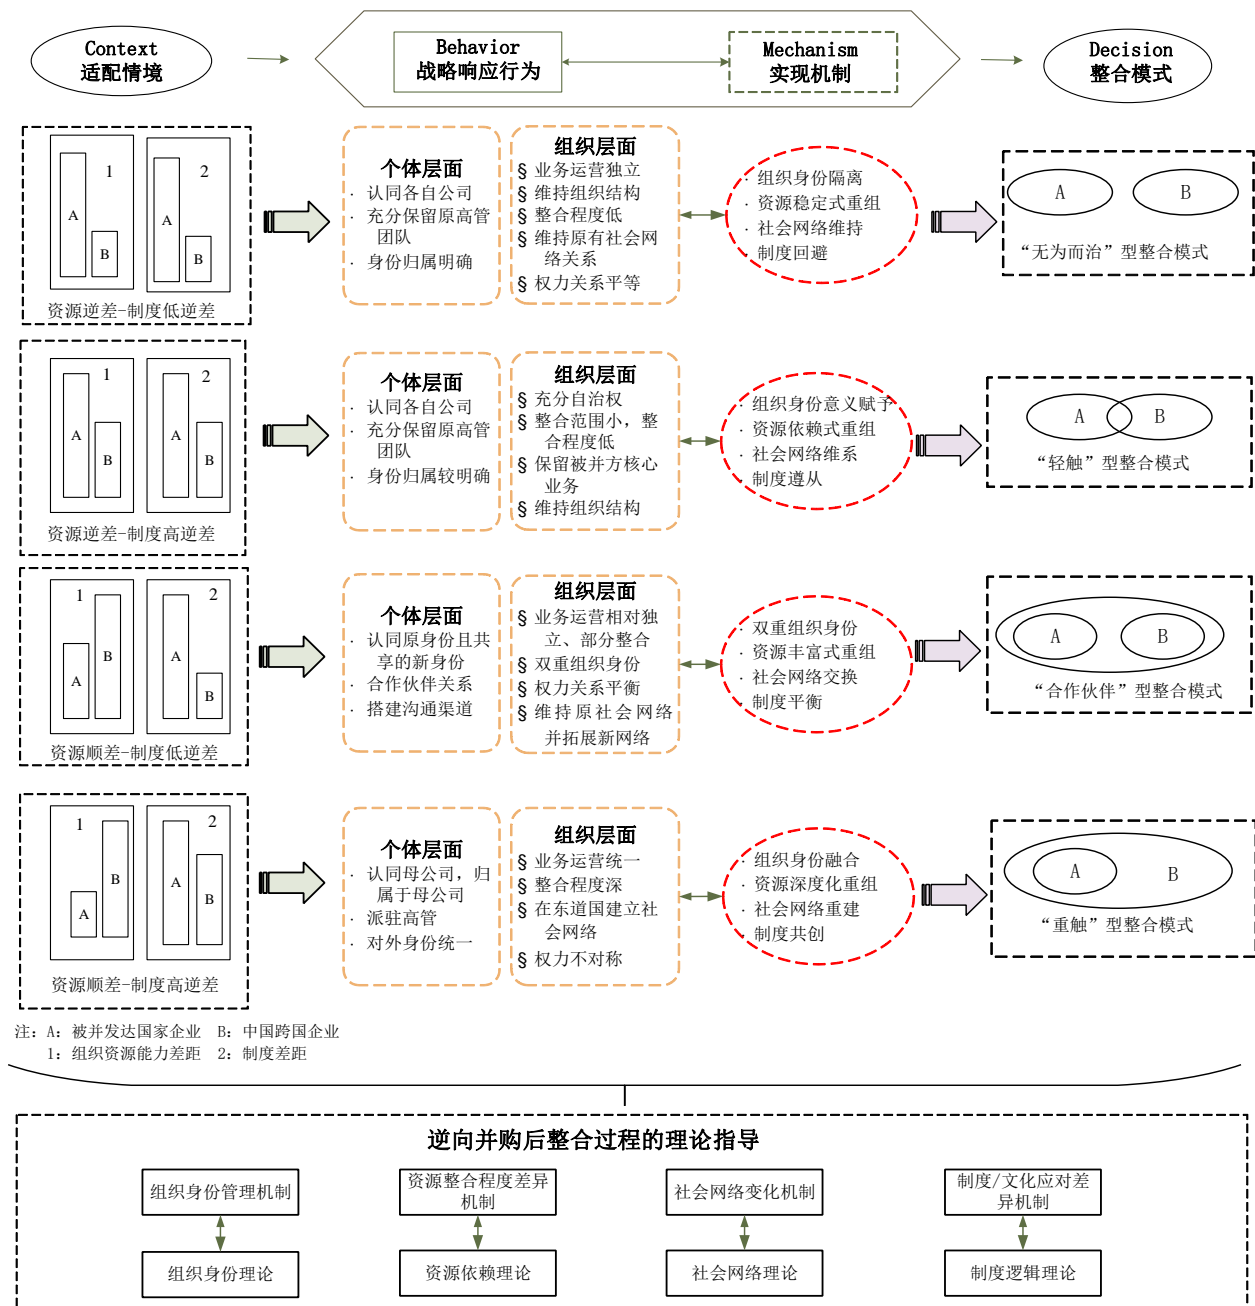 Context
适配情境
Behavior
战略响应行为
Mechanism
实现机制
Decision
整合模式
1
2
A
B
A
B
资源逆差-制度低逆差
个体层面
· 认同各自公司
· 充分保留原高管
团队
· 身份归属明确
组织层面
§ 业务运营独立
§ 维持组织结构
§ 整合程度低
§ 维持原有社会网
络关系
§ 权力关系平等
· 组织身份隔离
· 资源稳定式重组
· 社会网络维持
· 制度回避
A
B
“无为而治”型整合模式
1
2
A
B
A
B
资源逆差-制度高逆差
个体层面
· 认同各自公司
· 充分保留原高管
团队
· 身份归属较明确
组织层面
§ 充分自治权
§ 整合范围小，整
合程度低
§ 保留被并方核心
业务
§ 维持组织结构
· 组织身份意义赋予
· 资源依赖式重组
· 社会网络维系
· 制度遵从
A
B
“轻触”型整合模式
1
2
A
B
A
B
资源顺差-制度低逆差
个体层面
· 认同原身份且共
享的新身份
· 合作伙伴关系
· 搭建沟通渠道
组织层面
§ 业务运营相对独
立、部分整合
§ 双重组织身份
§ 权力关系平衡
§ 维持原社会网络
并拓展新网络
· 双重组织身份
· 资源丰富式重组
· 社会网络交换
· 制度平衡
A
B
“合作伙伴”型整合模式
1
2
A
B
A
B
资源顺差-制度高逆差
个体层面
· 认同母公司，归
属于母公司
· 派驻高管
· 对外身份统一
组织层面
§ 业务运营统一
§ 整合程度深
§ 在东道国建立社
会网络
§ 权力不对称
· 组织身份融合
· 资源深度化重组
· 社会网络重建
· 制度共创
A
B
“重触”型整合模式
注：A：被并发达国家企业 B：中国跨国企业
1：组织资源能力差距 2：制度差距
逆向并购后整合过程的理论指导
组织身份管理机制
资源整合程度差异
机制
社会网络变化机制
制度/文化应对差
异机制
组织身份理论
资源依赖理论
社会网络理论
制度逻辑理论